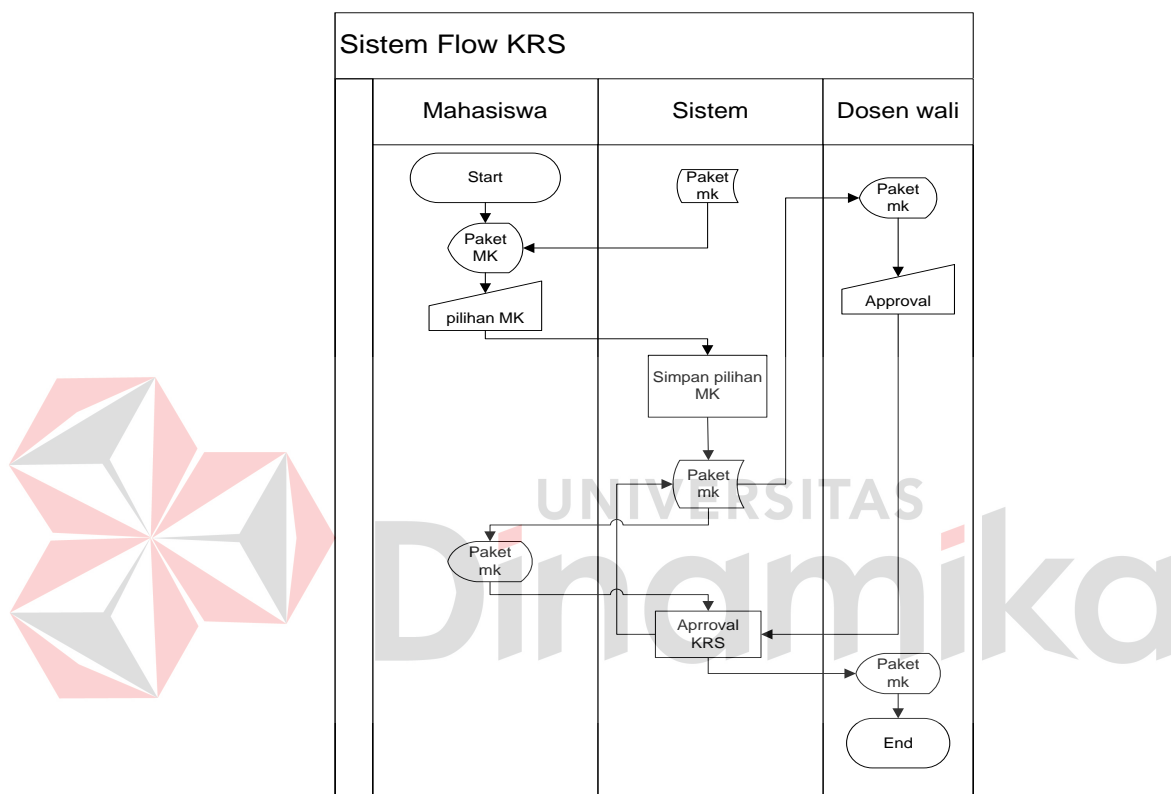 Sistem Flow KRS
Mahasiswa
Sistem
Dosen wali
Start
Paket
mk
Paket
mk
Paket
MK
pilihan MK
Approval
Simpan pilihan
MK
Paket
mk
UNIVERSITAS
Dinamika
Paket
mk
Aprroval
KRS
Paket
mk
End